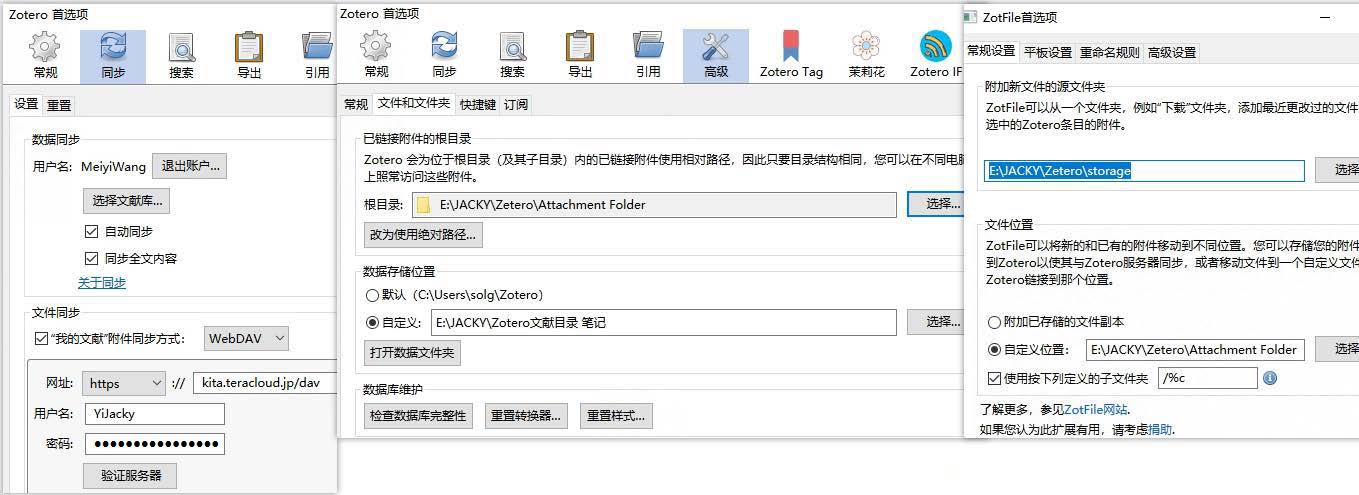 Zotero 首选项
常规 同步 搜索 导出 引用
设置 重置
数据同步
用户名: MeiyiWang 退出账户...
选择文献库...
自动同步
同步全文内容
关于同步
文件同步
“我的文献”附件同步方式: WebDAV
网址: https :// kita.teracloud.jp/dav
用户名: YiJacky
密码: ●●●●●●●●●●●●●●●●
验证服务器
Zotero 首选项
常规 同步 搜索 导出 引用 高级 Zotero Tag 茉莉花 Zotero IF
常规 文件和文件夹 快捷键 订阅
已链接附件的根目录
Zotero 会为位于根目录（及其子目录）内的已链接附件使用相对路径，因此只要目录结构相同，您可以在不同电脑
上照常访问这些附件。
根目录: E:\JACKY\Zetero\Attachment Folder 选择...
改为使用绝对路径...
数据存储位置
默认（C:\Users\solg\Zotero）
自定义: E:\JACKY\Zotero文献目录 笔记 选择...
打开数据文件夹
数据库维护
检查数据库完整性 重置转换器... 重置样式...
ZotFile首选项
常规设置 平板设置 重命名规则 高级设置
附加新文件的源文件夹
ZotFile可以从一个文件夹，例如“下载”文件夹，添加最近更改过的文件
选中的Zotero条目的附件。
E:\JACKY\Zetero\storage 选择
文件位置
ZotFile可以将新的和已有的附件移动到不同位置。您可以存储您的附件
到Zotero以使其与Zotero服务器同步，或者移动文件到一个自定义文件
Zotero链接到那个位置。
附加已存储的文件副本
自定义位置: E:\JACKY\Zetero\Attachment Folder 选择
使用按下列定义的子文件夹 /%c
了解更多，参见ZotFile网站.
如果您认为此扩展有用，请考虑捐助.